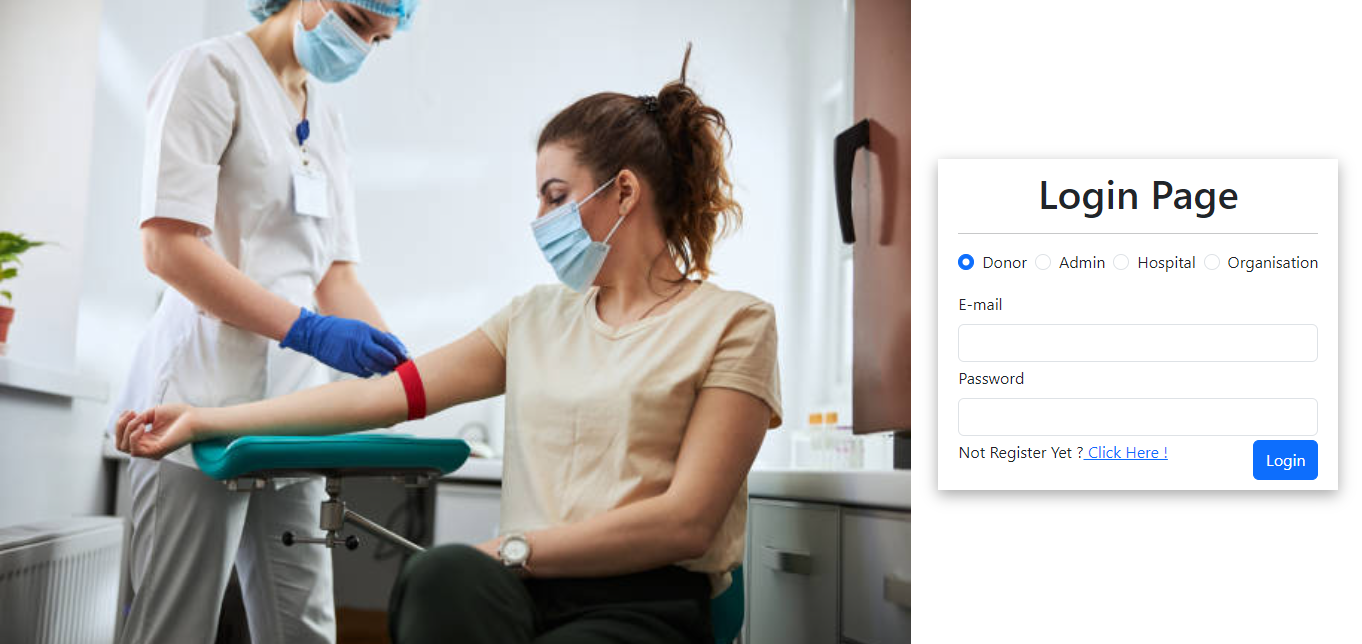 Login Page
Donor Admin Hospital Organisation
E-mail
Password
Not Register Yet ? Click Here !
Login